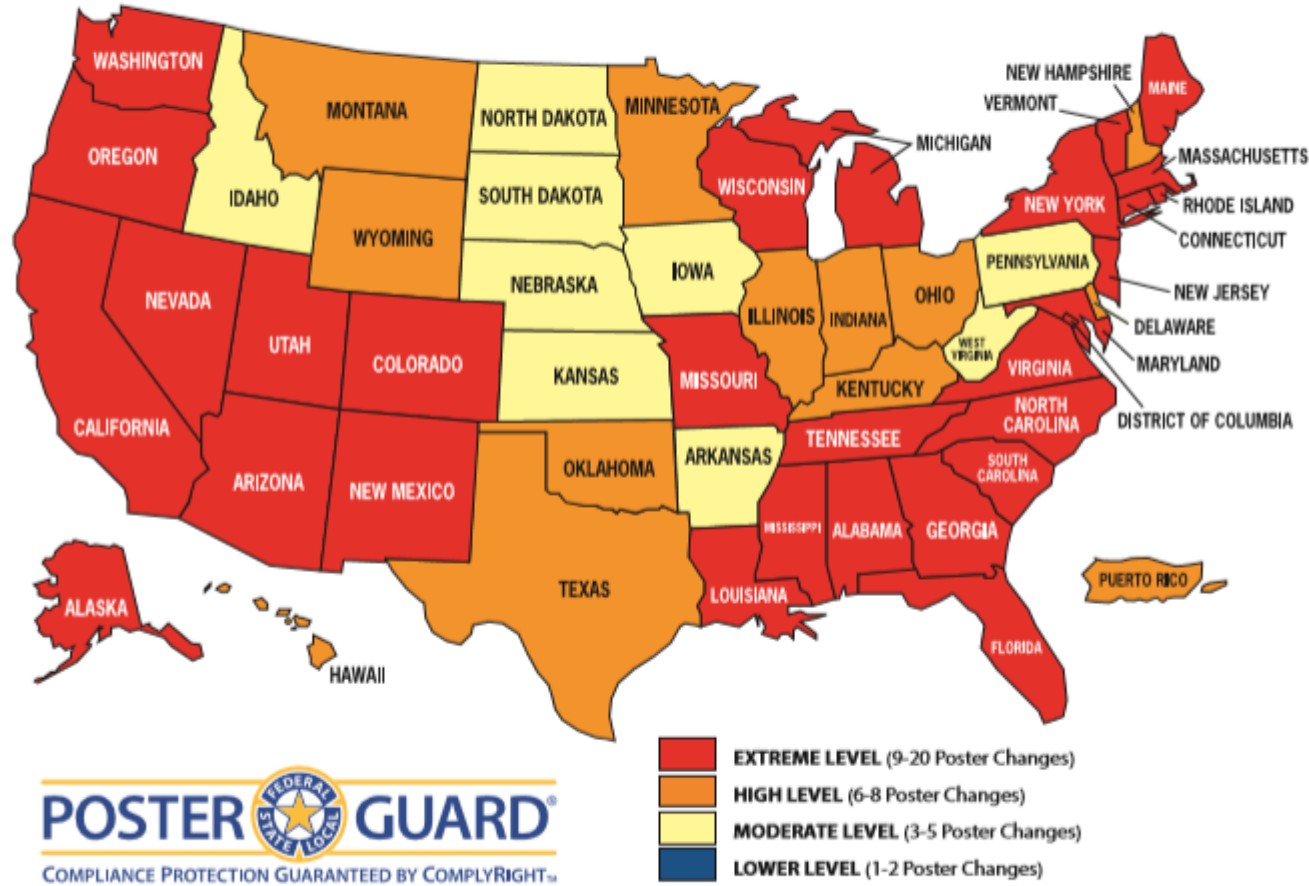 WASHINGTON
OREGON
CALIFORNIA
NEVADA
IDAHO
MONTANA
WYOMING
UTAH
COLORADO
ARIZONA
NEW MEXICO
NORTH DAKOTA
SOUTH DAKOTA
NEBRASKA
KANSAS
OKLAHOMA
TEXAS
MINNESOTA
IOWA
MISSOURI
ARKANSAS
LOUISIANA
WISCONSIN
ILLINOIS
INDIANA
OHIO
MICHIGAN
KENTUCKY
TENNESSEE
MISSISSIPPI
ALABAMA
GEORGIA
FLORIDA
SOUTH
CAROLINA
NORTH
CAROLINA
VIRGINIA
WEST
VIRGINIA
PENNSYLVANIA
NEW YORK
NEW HAMPSHIRE
VERMONT
MAINE
MASSACHUSETTS
RHODE ISLAND
CONNECTICUT
NEW JERSEY
DELAWARE
MARYLAND
DISTRICT OF COLUMBIA
ALASKA
HAWAII
PUERTO RICO
POSTER GUARD®
FEDERAL
STATE LOCAL
COMPLIANCE PROTECTION GUARANTEED BY COMPLYRIGHT™
EXTREME LEVEL (9-20 Poster Changes)
HIGH LEVEL (6-8 Poster Changes)
MODERATE LEVEL (3-5 Poster Changes)
LOWER LEVEL (1-2 Poster Changes)